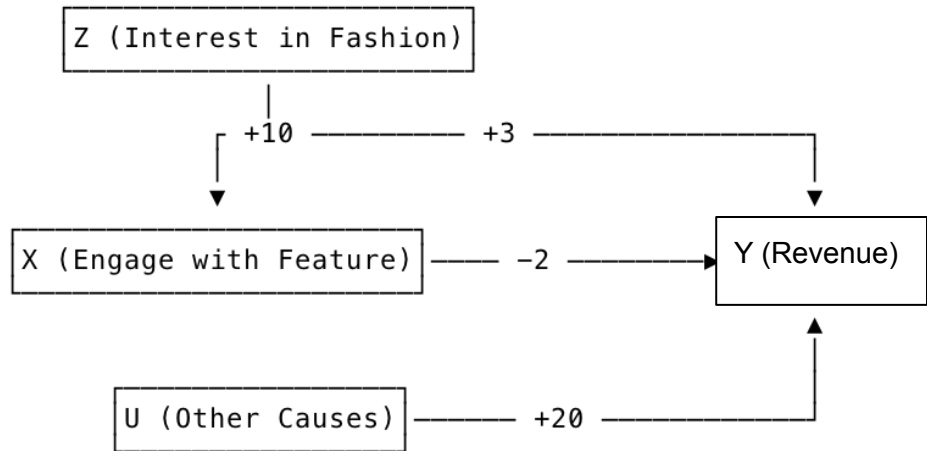 Z (Interest in Fashion)
+10 +3
X (Engage with Feature) −2 Y (Revenue)
U (Other Causes) +20